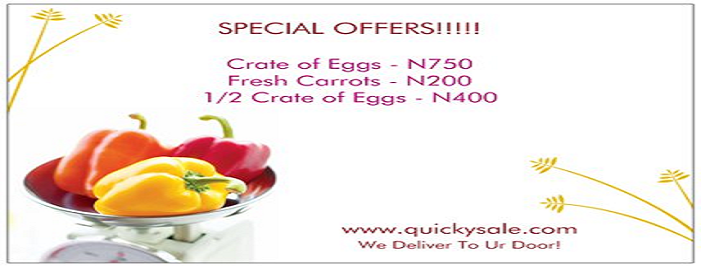 SPECIAL OFFERS!!!!!
Crate of Eggs - N750
Fresh Carrots - N200
1/2 Crate of Eggs - N400
www.quickysale.com
We Deliver To Ur Door!